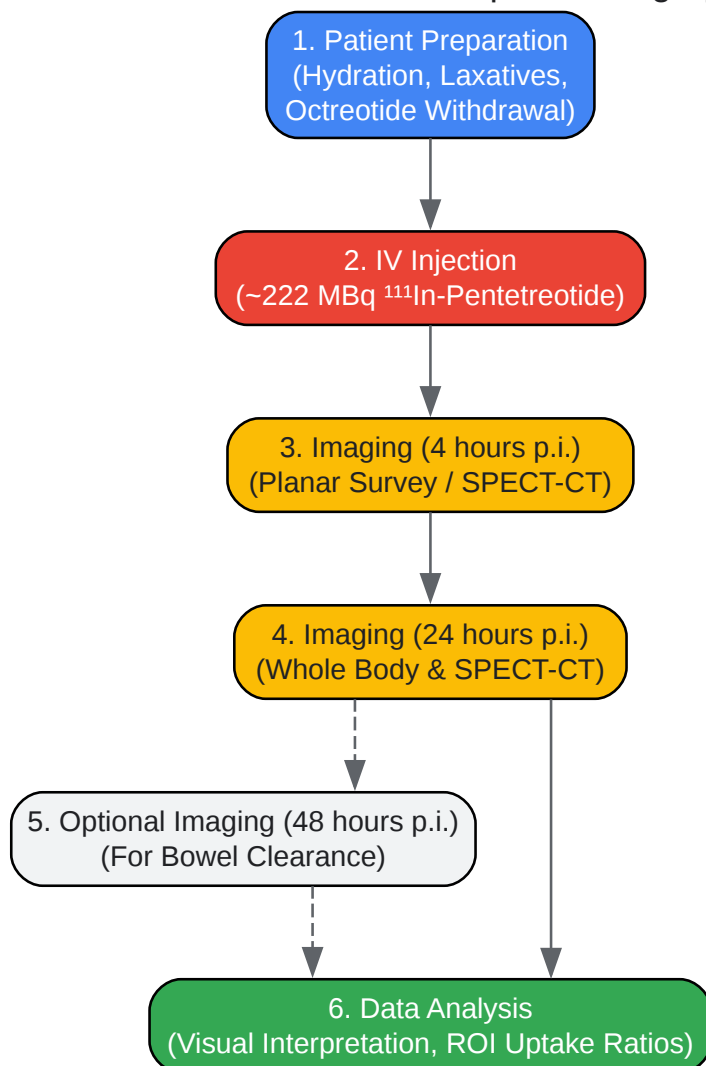 1. Patient Preparation
(Hydration, Laxatives,
Octreotide Withdrawal)
2. IV Injection
(~222 MBq ¹¹¹In-Pentetreotide)
3. Imaging (4 hours p.i.)
(Planar Survey / SPECT-CT)
4. Imaging (24 hours p.i.)
(Whole Body & SPECT-CT)
5. Optional Imaging (48 hours p.i.)
(For Bowel Clearance)
6. Data Analysis
(Visual Interpretation, ROI Uptake Ratios)